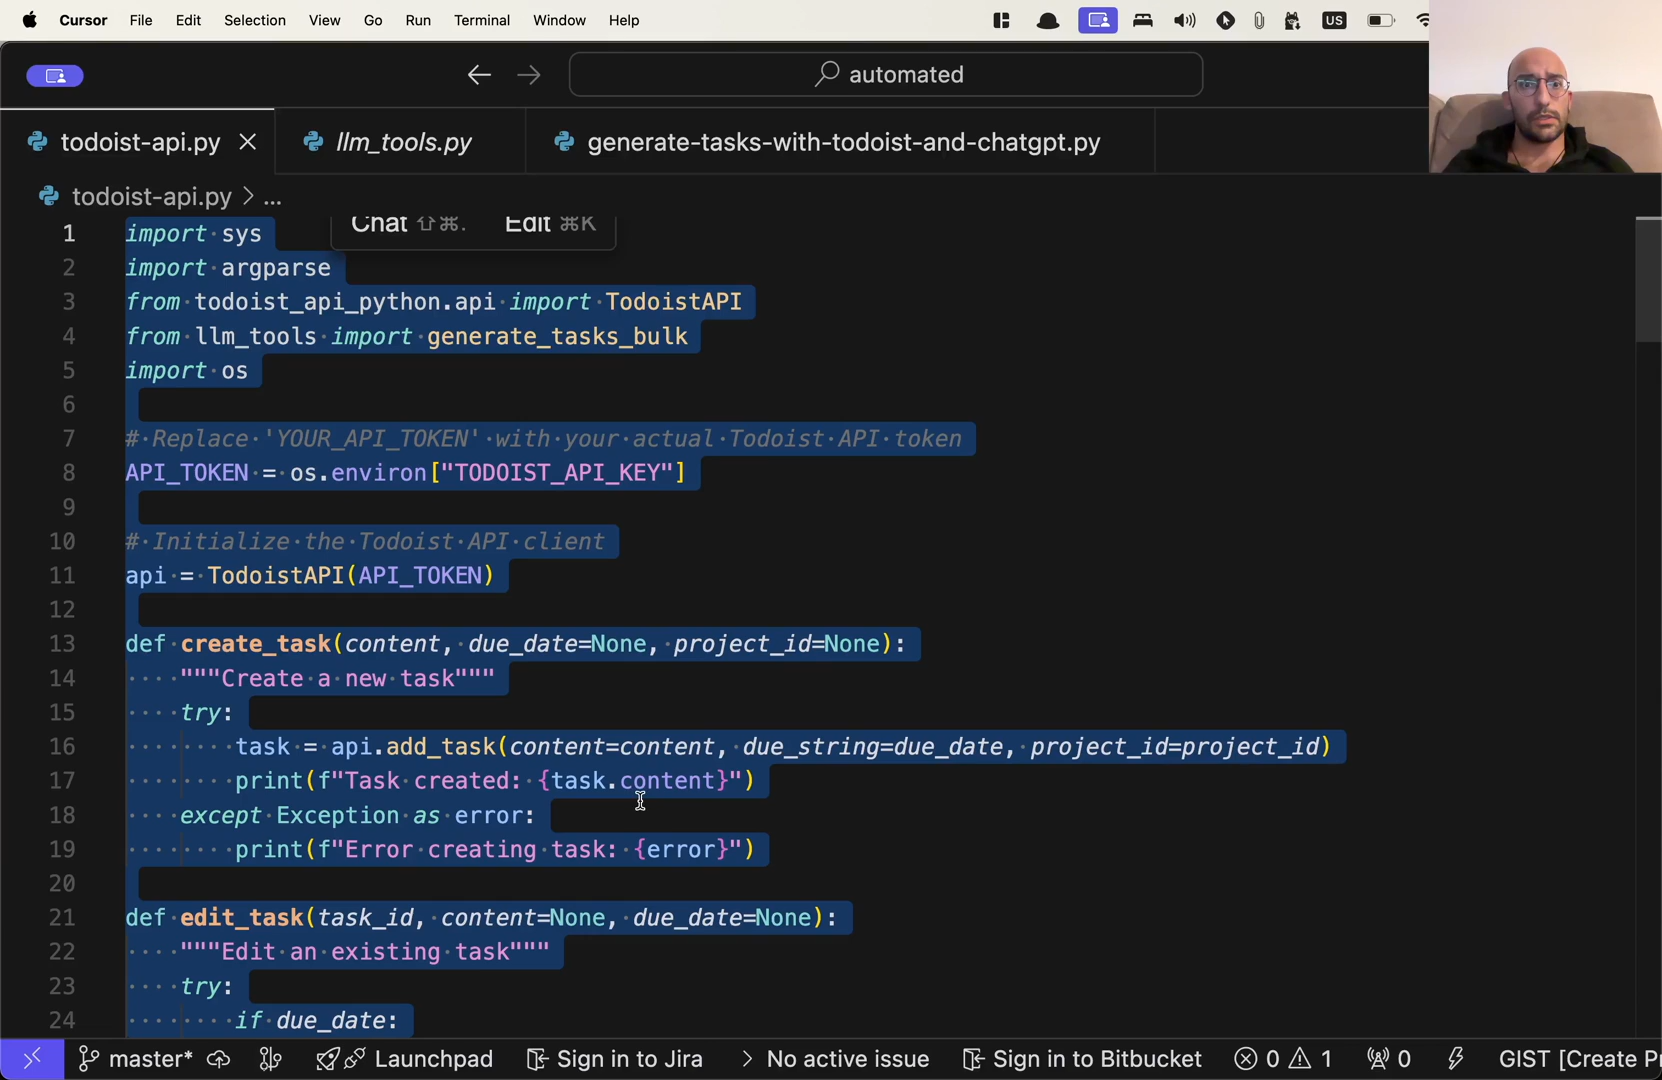 Cursor File Edit Selection View Go Run Terminal Window Help US
automated
todoist-api.py llm_tools.py generate-tasks-with-todoist-and-chatgpt.py
todoist-api.py > ...
Chat ⇧⌘. Edit ⌘K
1 import sys
2 import argparse
3 from todoist_api_python.api import TodoistAPI
4 from llm_tools import generate_tasks_bulk
5 import os
6
7 # Replace 'YOUR_API_TOKEN' with your actual Todoist API token
8 API_TOKEN = os.environ["TODOIST_API_KEY"]
9
10 # Initialize the Todoist API client
11 api = TodoistAPI(API_TOKEN)
12
13 def create_task(content, due_date=None, project_id=None):
14 """Create a new task"""
15 try:
16 task = api.add_task(content=content, due_string=due_date, project_id=project_id)
17 print(f"Task created: {task.content}")
18 except Exception as error:
19 print(f"Error creating task: {error}")
20
21 def edit_task(task_id, content=None, due_date=None):
22 """Edit an existing task"""
23 try:
24 if due_date:
master* Launchpad Sign in to Jira > No active issue Sign in to Bitbucket 0 1 0 GIST [Create Pr